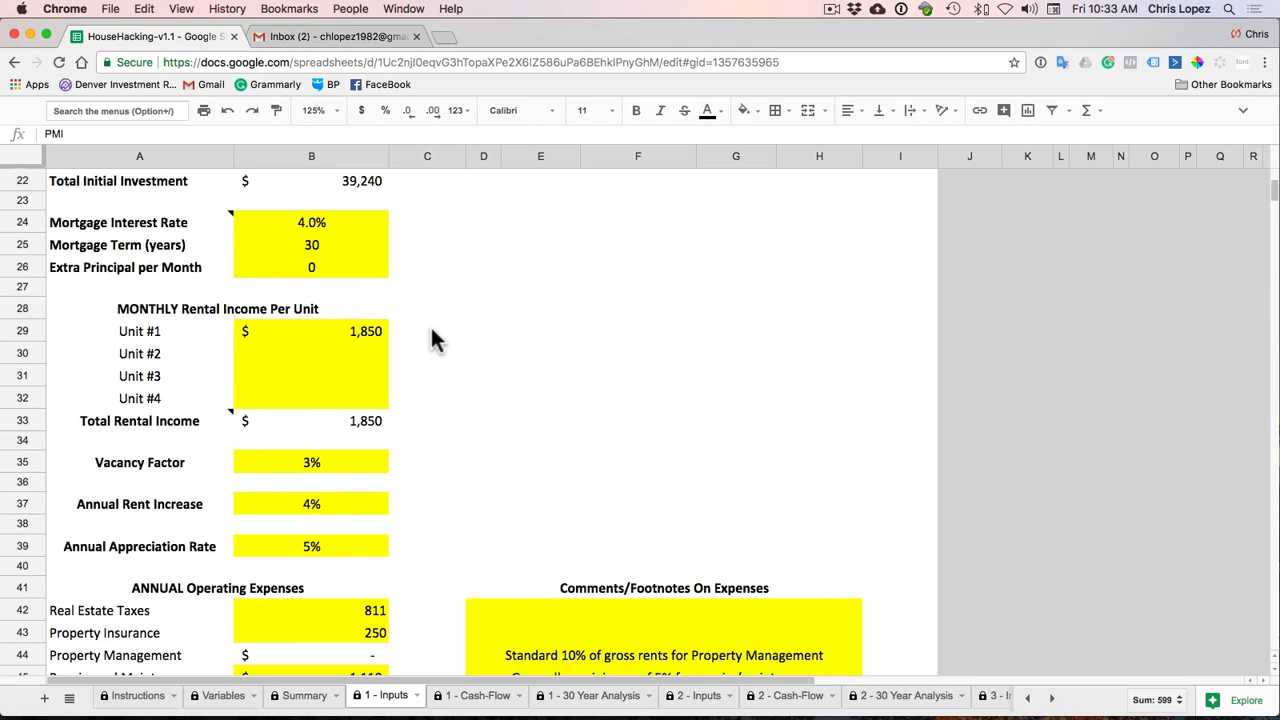 Chrome File Edit View History Bookmarks People Window Help Fri 10:33 AM Chris Lopez
HouseHacking-v1.1 - Google S Inbox (2) - chlopez1982@gma Chris
Secure https://docs.google.com/spreadsheets/d/1Uc2njI0eqvG3hTopaXPe2X6IZ586uPa6BEhkIPnyGhM/edit#gid=1357635965
Apps Denver Investment R... Gmail Grammarly BP FaceBook Other Bookmarks
Search the menus (Option+/) 125% $ % .0 .00 123 Calibri 11 B I S A
fx PMI
A B C D E F G H I J K L M N O P Q R
22 Total Initial Investment $ 39,240
23
24 Mortgage Interest Rate 4.0%
25 Mortgage Term (years) 30
26 Extra Principal per Month 0
27
28 MONTHLY Rental Income Per Unit
29 Unit #1 $ 1,850
30 Unit #2
31 Unit #3
32 Unit #4
33 Total Rental Income $ 1,850
34
35 Vacancy Factor 3%
36
37 Annual Rent Increase 4%
38
39 Annual Appreciation Rate 5%
40
41 ANNUAL Operating Expenses Comments/Footnotes On Expenses
42 Real Estate Taxes 811
43 Property Insurance 250
44 Property Management $ - Standard 10% of gross rents for Property Management
Instructions Variables Summary 1 - Inputs 1 - Cash-Flow 1 - 30 Year Analysis 2 - Inputs 2 - Cash-Flow 2 - 30 Year Analysis 3 - In Sum: 599 Explore